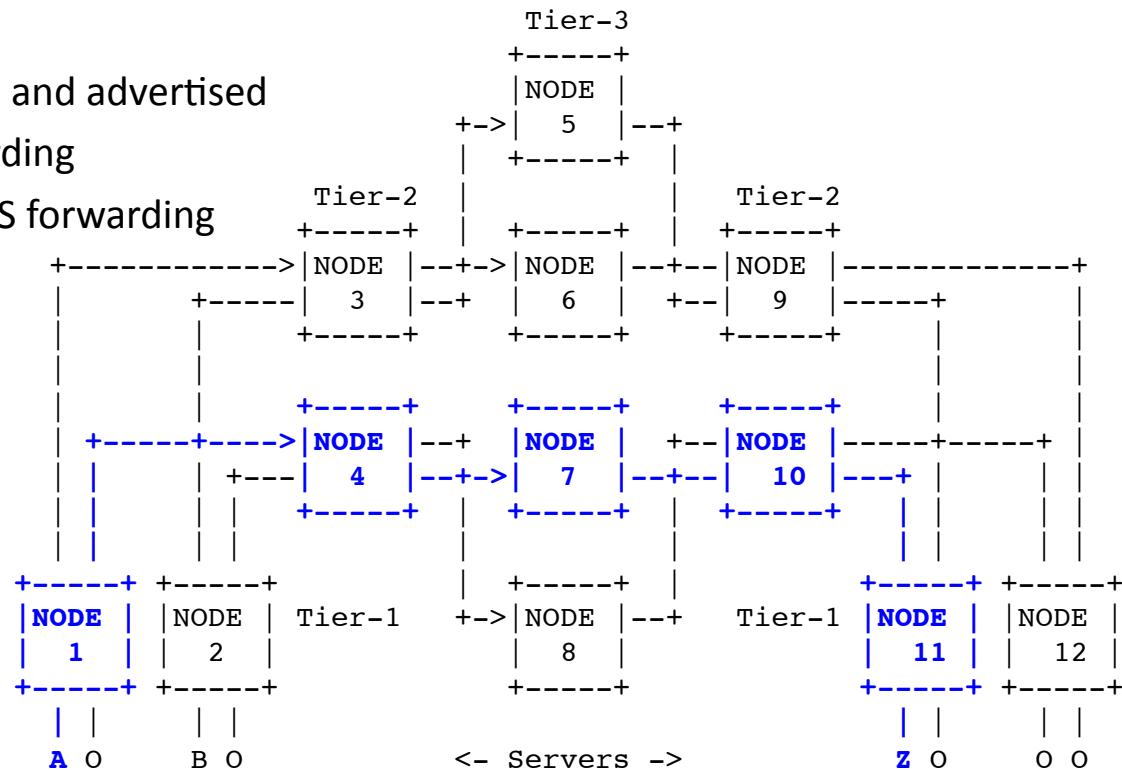 Tier-3
+-----+
and advertised |NODE |
+->| 5 |--+
rding | +-----+ |
Tier-2 | | Tier-2
S forwarding +-----+ | +-----+ | +-----+
+------------>|NODE |--+->|NODE |--+--|NODE |-------------+
| +-----| 3 |--+ | 6 | +--| 9 |-----+ |
| | +-----+ +-----+ +-----+ | |
| | | |
| | +-----+ +-----+ +-----+ | |
| +-----+---->|NODE |--+ |NODE | +--|NODE |-----+-----+ |
| | | +---| 4 |--+->| 7 |--+--| 10 |---+ | | |
| | | | +-----+ | +-----+ | +-----+ | | | |
| | | | | | | | | |
+-----+ +-----+ | +-----+ | +-----+ +-----+
|NODE | |NODE | Tier-1 +->|NODE |--+ Tier-1 |NODE | |NODE |
| 1 | | 2 | | 8 | | 11 | | 12 |
+-----+ +-----+ +-----+ +-----+ +-----+
| | | | | | | |
A O B O <- Servers -> Z O O O